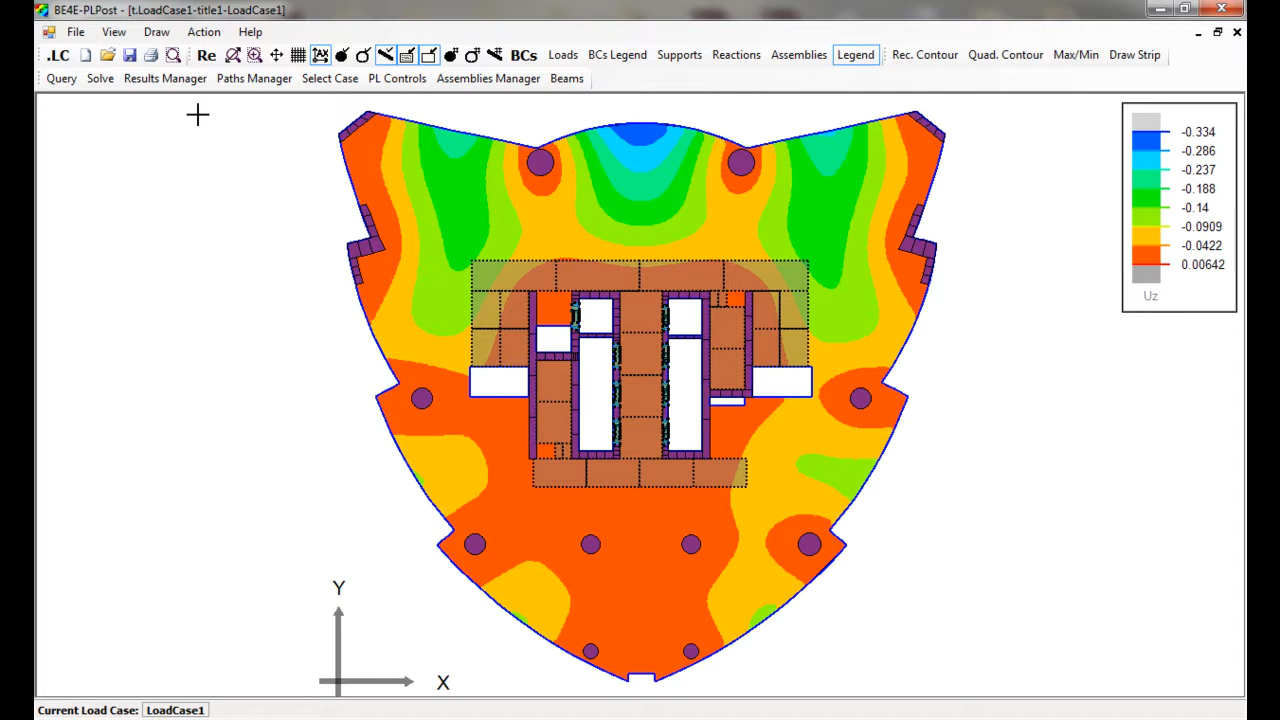 BE4E-PLPost - [t.LoadCase1-title1-LoadCase1]
File View Draw Action Help
.LC Re TAX BCs Loads BCs Legend Supports Reactions Assemblies Legend Rec. Contour Quad. Contour Max/Min Draw Strip
Query Solve Results Manager Paths Manager Select Case PL Controls Assemblies Manager Beams
-0.334
-0.286
-0.237
-0.188
-0.14
-0.0909
-0.0422
0.00642
Uz
Y
X
Current Load Case: LoadCase1